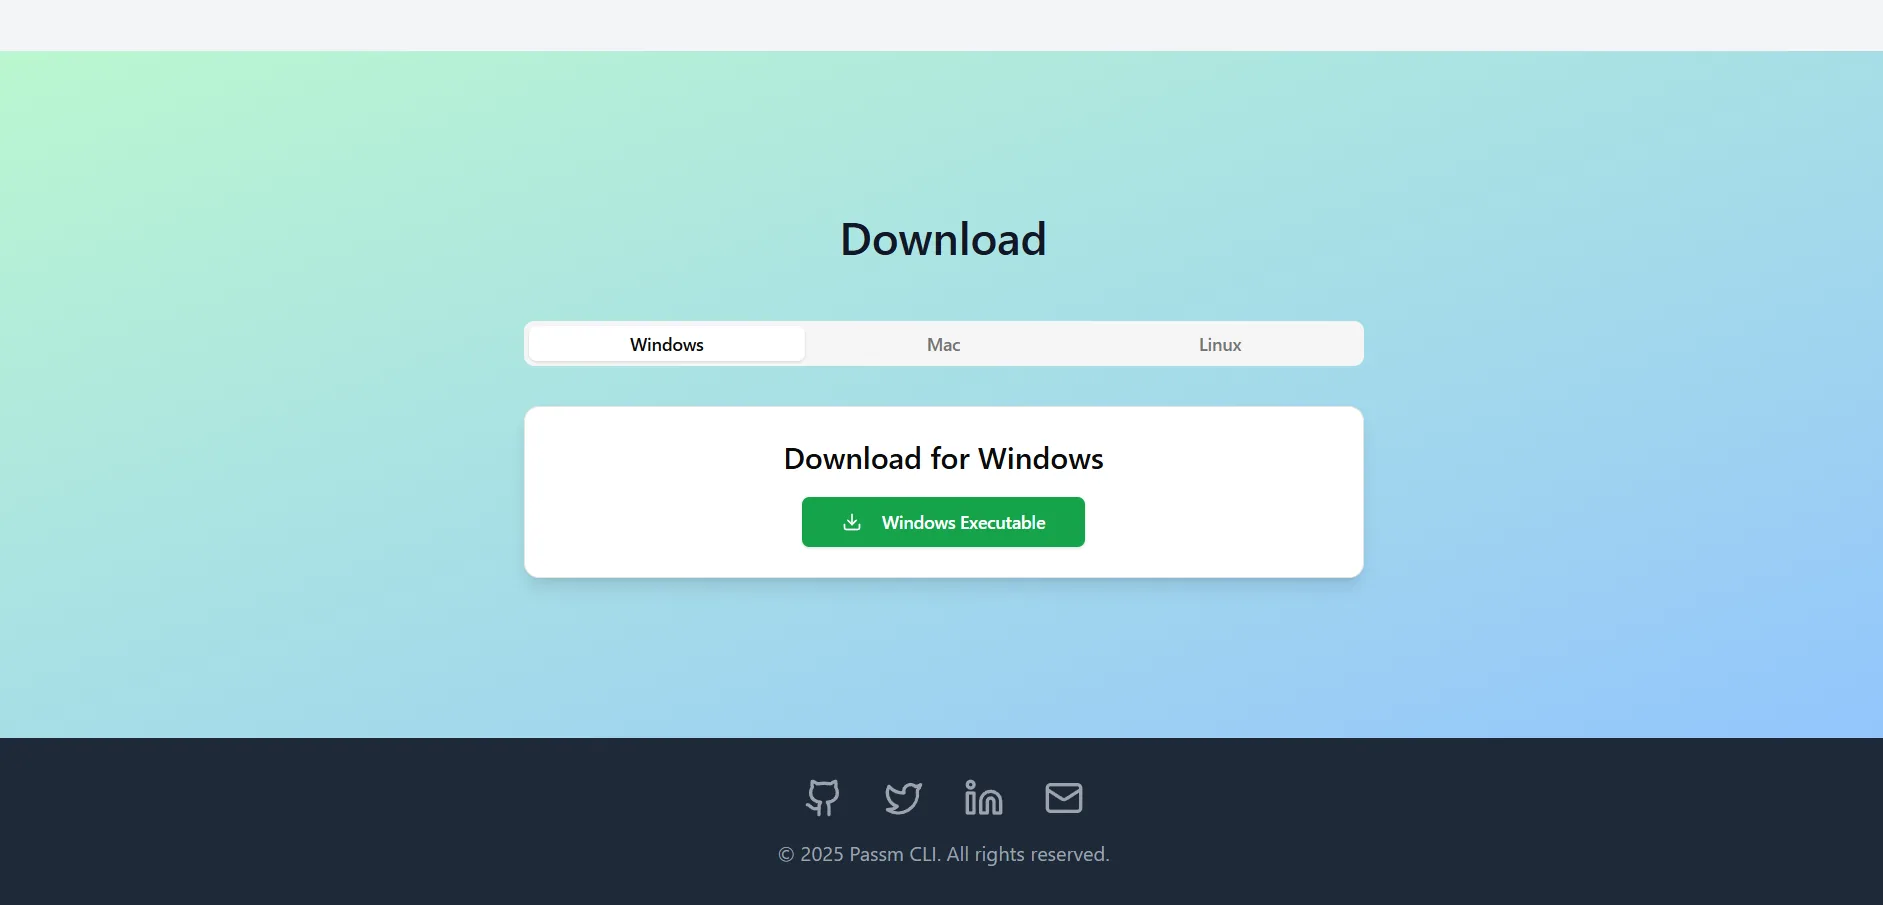 Download
Windows
Mac
Linux
Download for Windows
Windows Executable
© 2025 Passm CLI. All rights reserved.